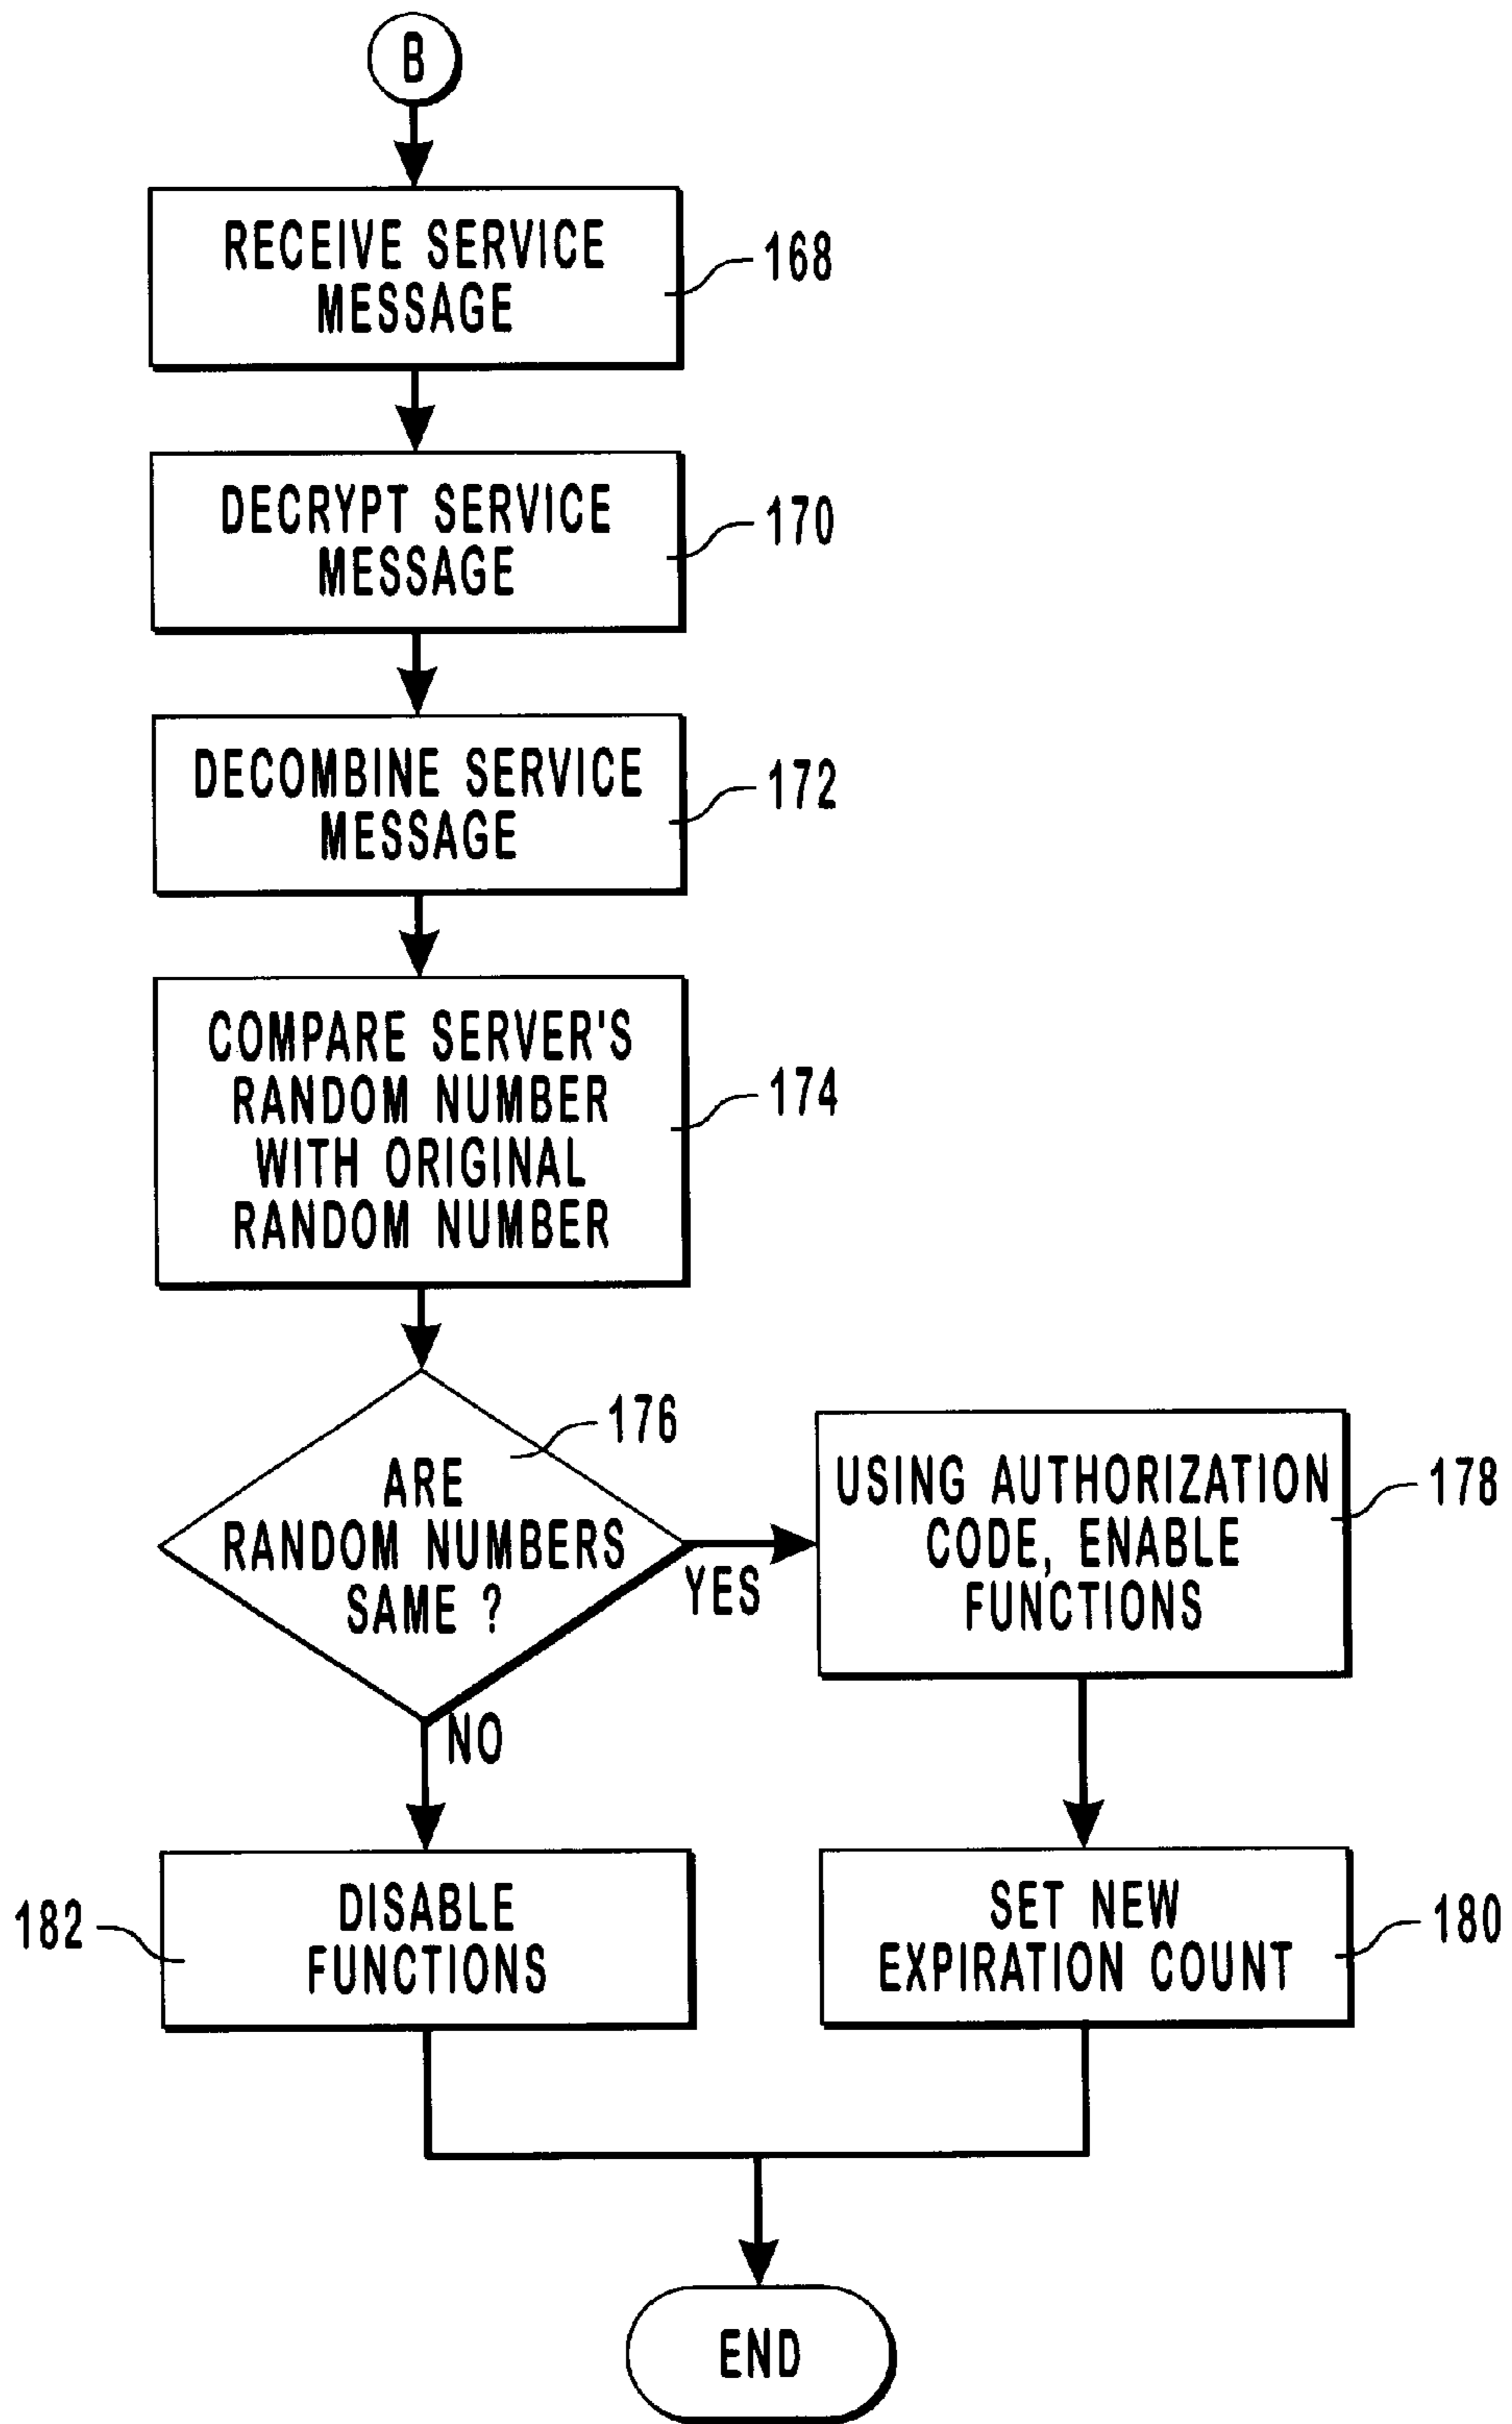 B
RECEIVE SERVICE
MESSAGE
168
DECRYPT SERVICE
MESSAGE
170
DECOMBINE SERVICE
MESSAGE
172
COMPARE SERVER'S
RANDOM NUMBER
WITH ORIGINAL
RANDOM NUMBER
174
176
ARE
RANDOM NUMBERS
SAME ?
YES
NO
USING AUTHORIZATION
CODE, ENABLE
FUNCTIONS
178
182
DISABLE
FUNCTIONS
SET NEW
EXPIRATION COUNT
180
END